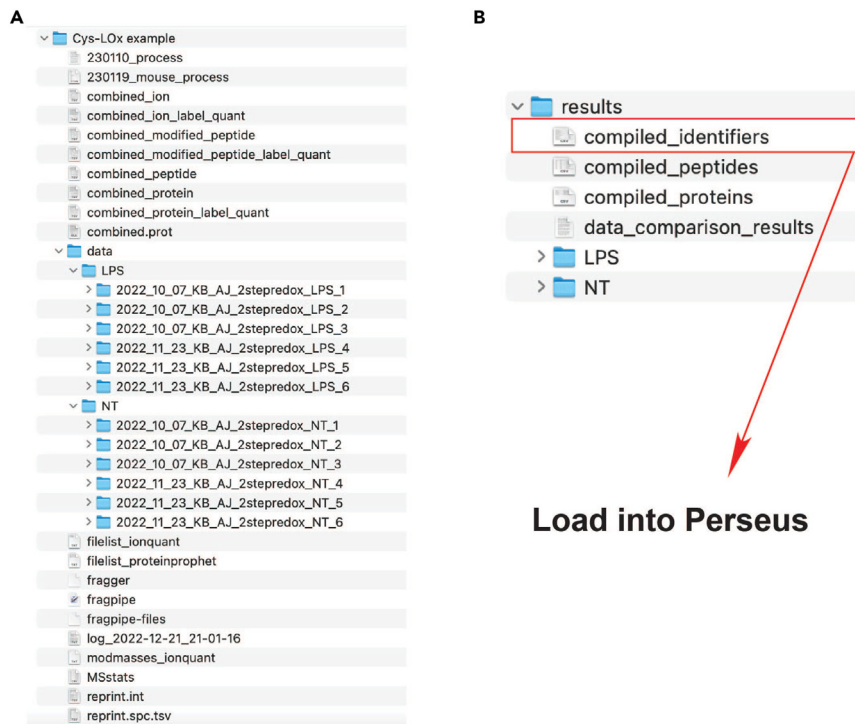 A
Cys-LOx example
230110_process
230119_mouse_process
combined_ion
combined_ion_label_quant
combined_modified_peptide
combined_modified_peptide_label_quant
combined_peptide
combined_protein
combined_protein_label_quant
combined.prot
data
LPS
2022_10_07_KB_AJ_2stepredox_LPS_1
2022_10_07_KB_AJ_2stepredox_LPS_2
2022_10_07_KB_AJ_2stepredox_LPS_3
2022_11_23_KB_AJ_2stepredox_LPS_4
2022_11_23_KB_AJ_2stepredox_LPS_5
2022_11_23_KB_AJ_2stepredox_LPS_6
NT
2022_10_07_KB_AJ_2stepredox_NT_1
2022_10_07_KB_AJ_2stepredox_NT_2
2022_10_07_KB_AJ_2stepredox_NT_3
2022_11_23_KB_AJ_2stepredox_NT_4
2022_11_23_KB_AJ_2stepredox_NT_5
2022_11_23_KB_AJ_2stepredox_NT_6
filelist_ionquant
filelist_proteinprophet
fragger
fragpipe
fragpipe-files
log_2022-12-21_21-01-16
modmasses_ionquant
MSstats
reprint.int
reprint.spc.tsv
B
results
compiled_identifiers
compiled_peptides
compiled_proteins
data_comparison_results
LPS
NT
Load into Perseus